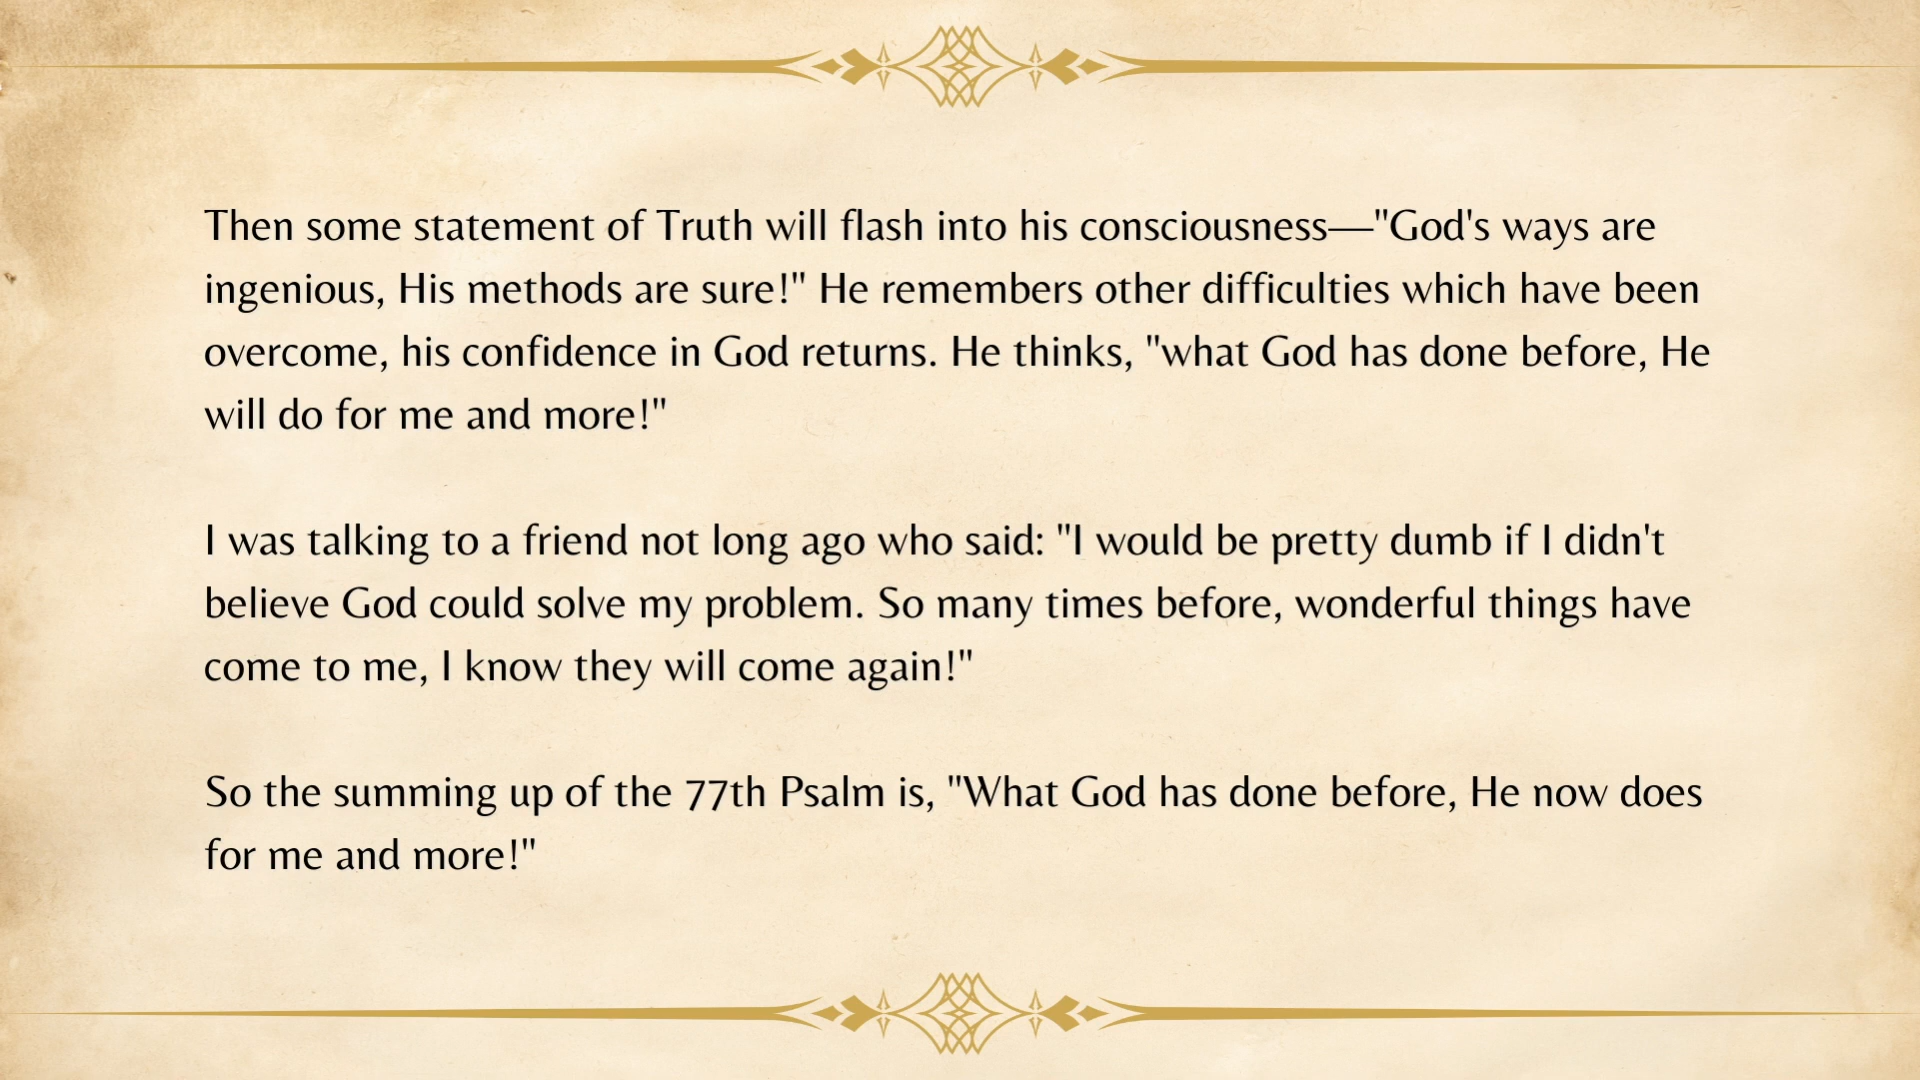 Then some statement of Truth will flash into his consciousness—"God's ways are
ingenious, His methods are sure!" He remembers other difficulties which have been
overcome, his confidence in God returns. He thinks, "what God has done before, He
will do for me and more!"
I was talking to a friend not long ago who said: "I would be pretty dumb if I didn't
believe God could solve my problem. So many times before, wonderful things have
come to me, I know they will come again!"
So the summing up of the 77th Psalm is, "What God has done before, He now does
for me and more!"